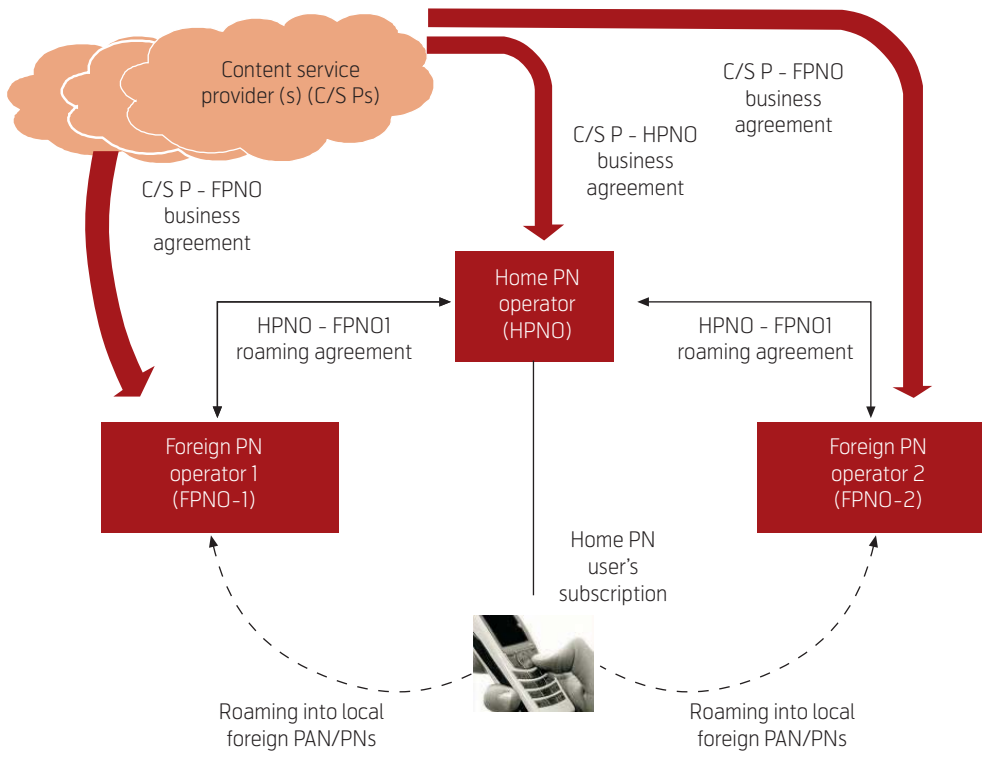 Content service
provider (s) (C/S Ps)
C/S P - FPNO
business
agreement
C/S P - HPNO
business
agreement
C/S P - FPNO
business
agreement
Home PN
operator
(HPNO)
HPNO - FPNO1
roaming agreement
HPNO - FPNO1
roaming agreement
Foreign PN
operator 1
(FPNO-1)
Foreign PN
operator 2
(FPNO-2)
Home PN
user's
subscription
Roaming into local
foreign PAN/PNs
Roaming into local
foreign PAN/PNs